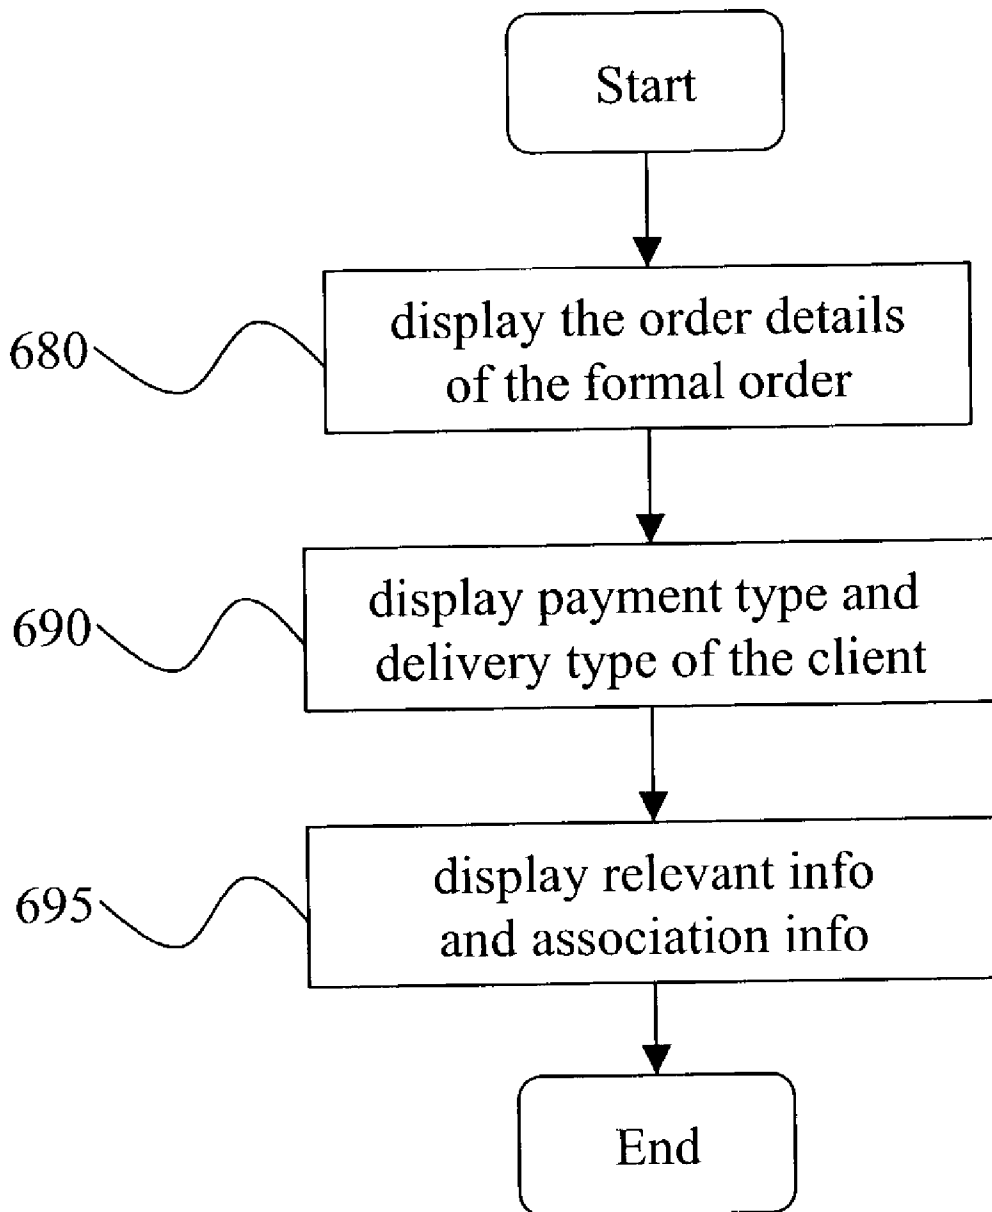 Start
680
display the order details
of the formal order
690
display payment type and
delivery type of the client
695
display relevant info
and association info
End